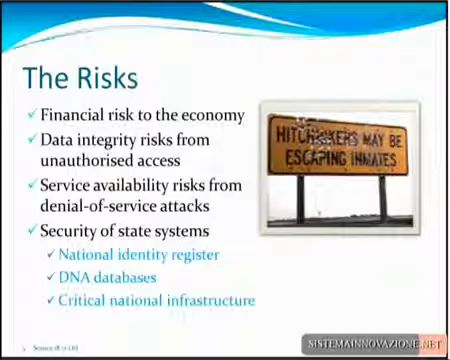 The Risks
Financial risk to the economy
Data integrity risks from
unauthorised access
Service availability risks from
denial-of-service attacks
Security of state systems
National identity register
DNA databases
Critical national infrastructure
HITCHHIKERS MAY BE
ESCAPING INMATES
SISTEMAINNOVAZIONE.NET